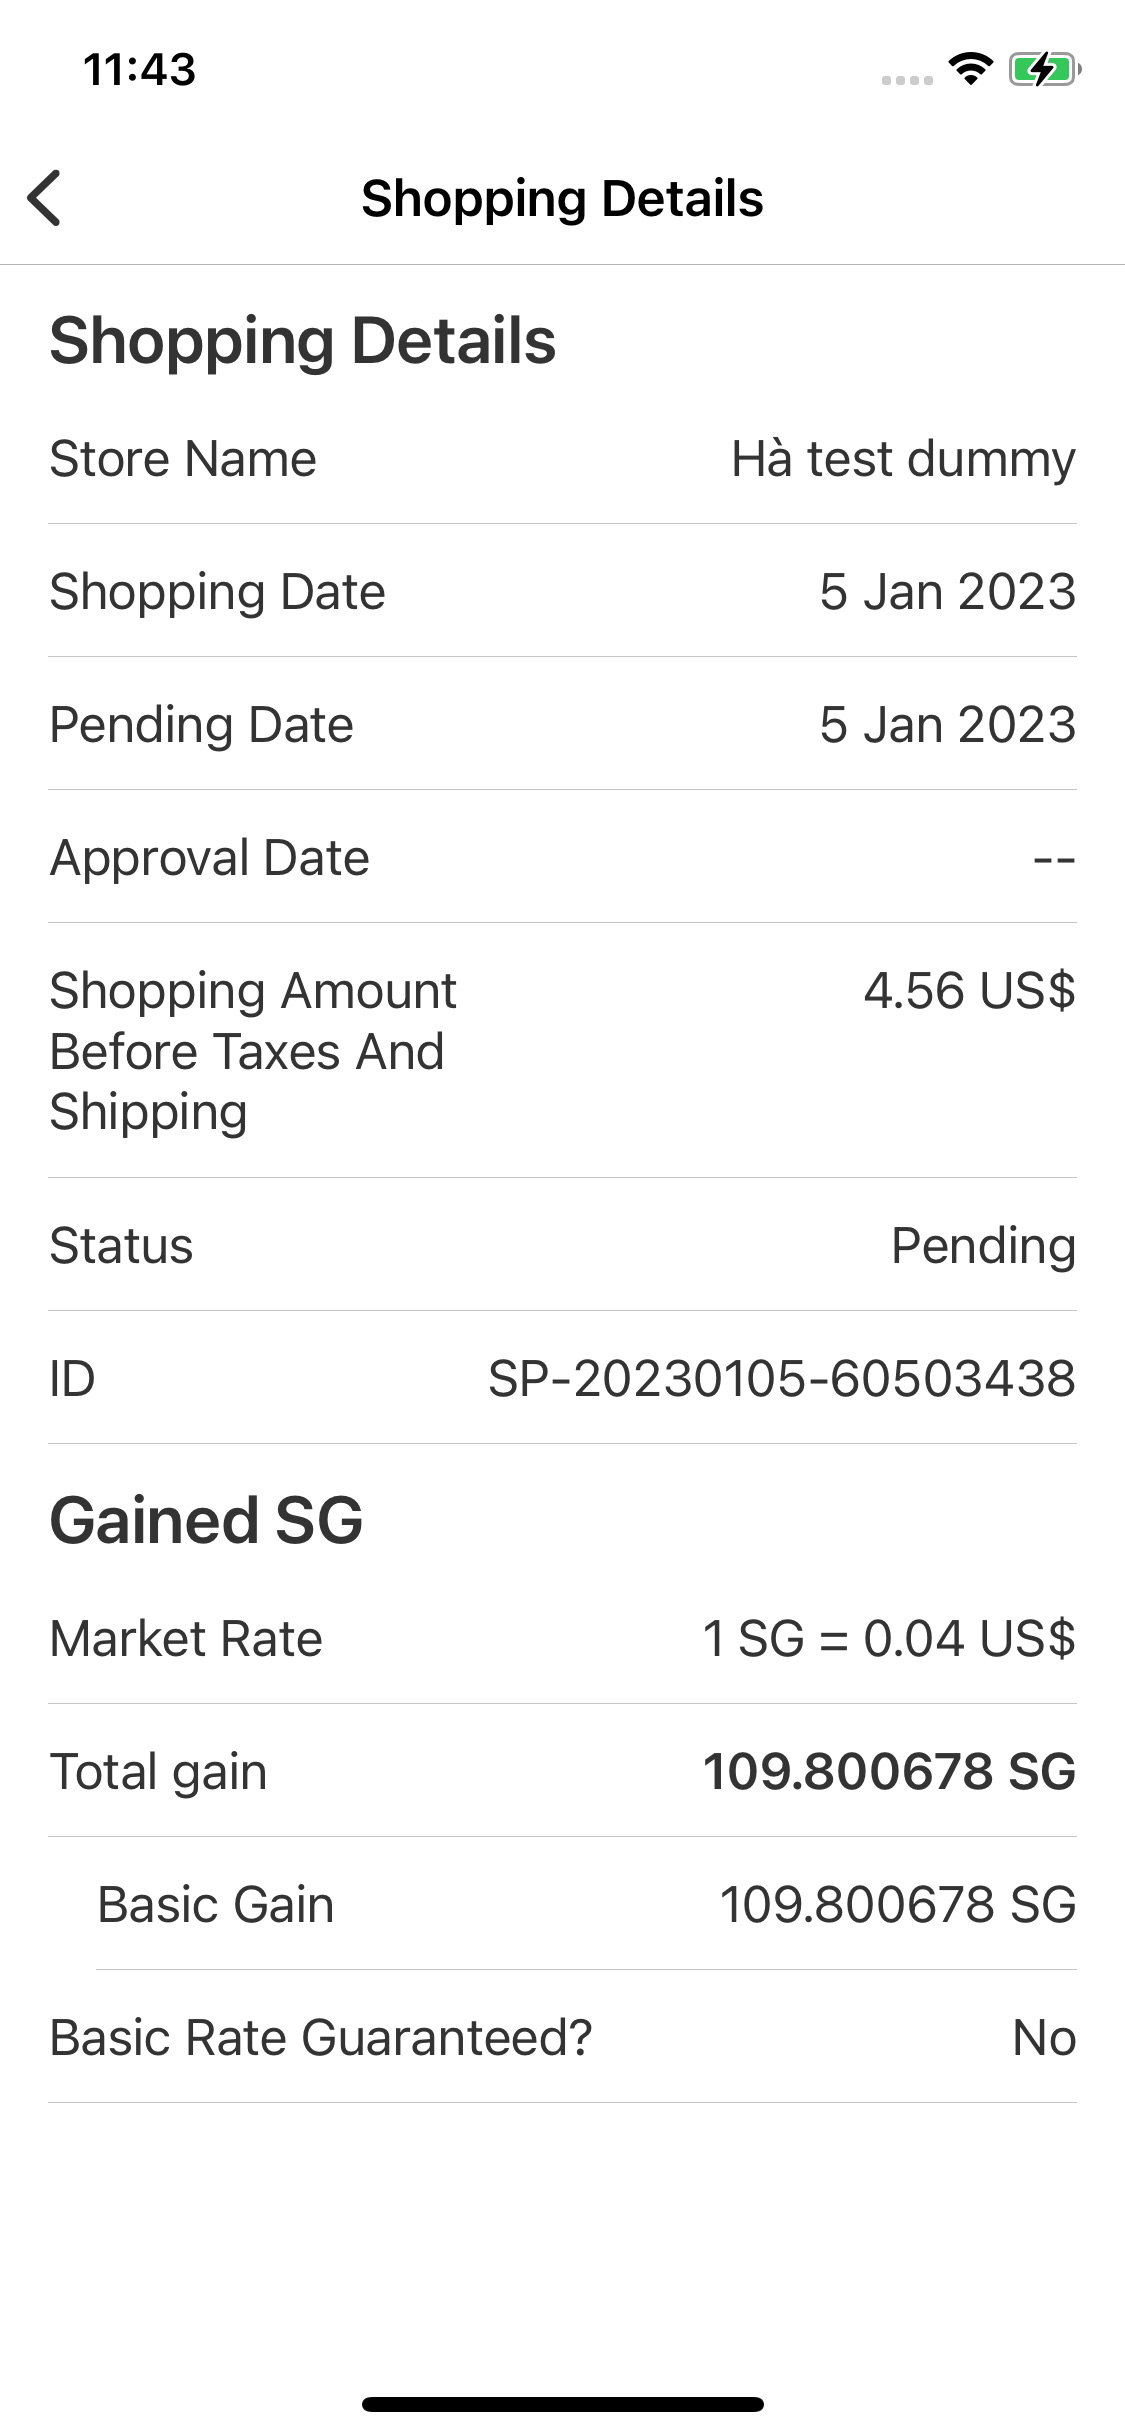 11:43
Shopping Details
Shopping Details
Store Name Hà test dummy
Shopping Date 5 Jan 2023
Pending Date 5 Jan 2023
Approval Date --
Shopping Amount 4.56 US$
Before Taxes And
Shipping
Status Pending
ID SP-20230105-60503438
Gained SG
Market Rate 1 SG = 0.04 US$
Total gain 109.800678 SG
Basic Gain 109.800678 SG
Basic Rate Guaranteed? No